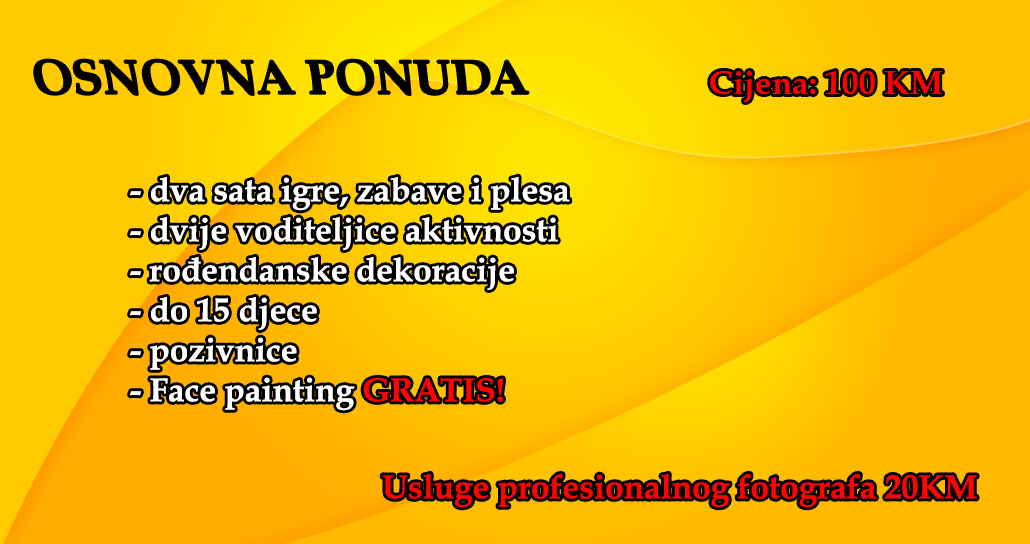 OSNOVNA PONUDA
Cijena: 100 KM
- dva sata igre, zabave i plesa
- dvije voditeljice aktivnosti
- rođendanske dekoracije
- do 15 djece
- pozivnice
- Face painting GRATIS!
Usluge profesionalnog fotografa 20KM